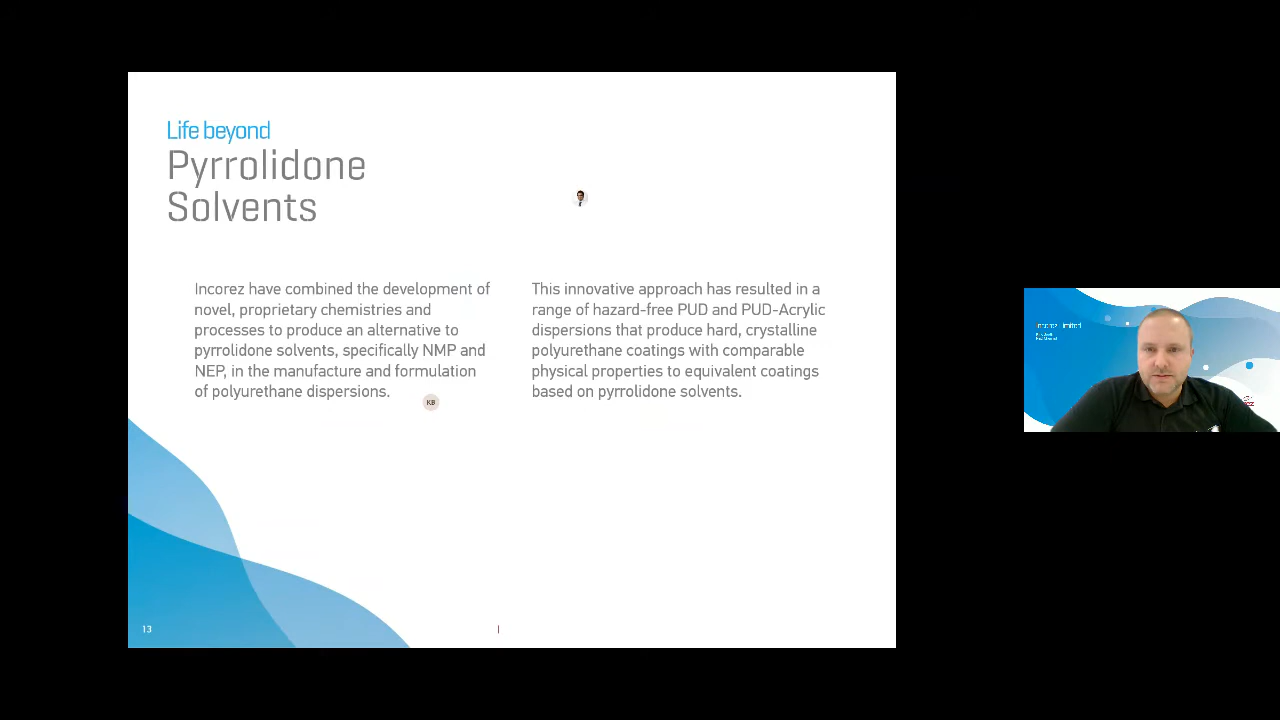 Life beyond
Pyrrolidone
Solvents
Incorez have combined the development of
novel, proprietary chemistries and
processes to produce an alternative to
pyrrolidone solvents, specifically NMP and
NEP, in the manufacture and formulation
of polyurethane dispersions.
KB
This innovative approach has resulted in a
range of hazard-free PUD and PUD-Acrylic
dispersions that produce hard, crystalline
polyurethane coatings with comparable
physical properties to equivalent coatings
based on pyrrolidone solvents.
13
Incorez Limited